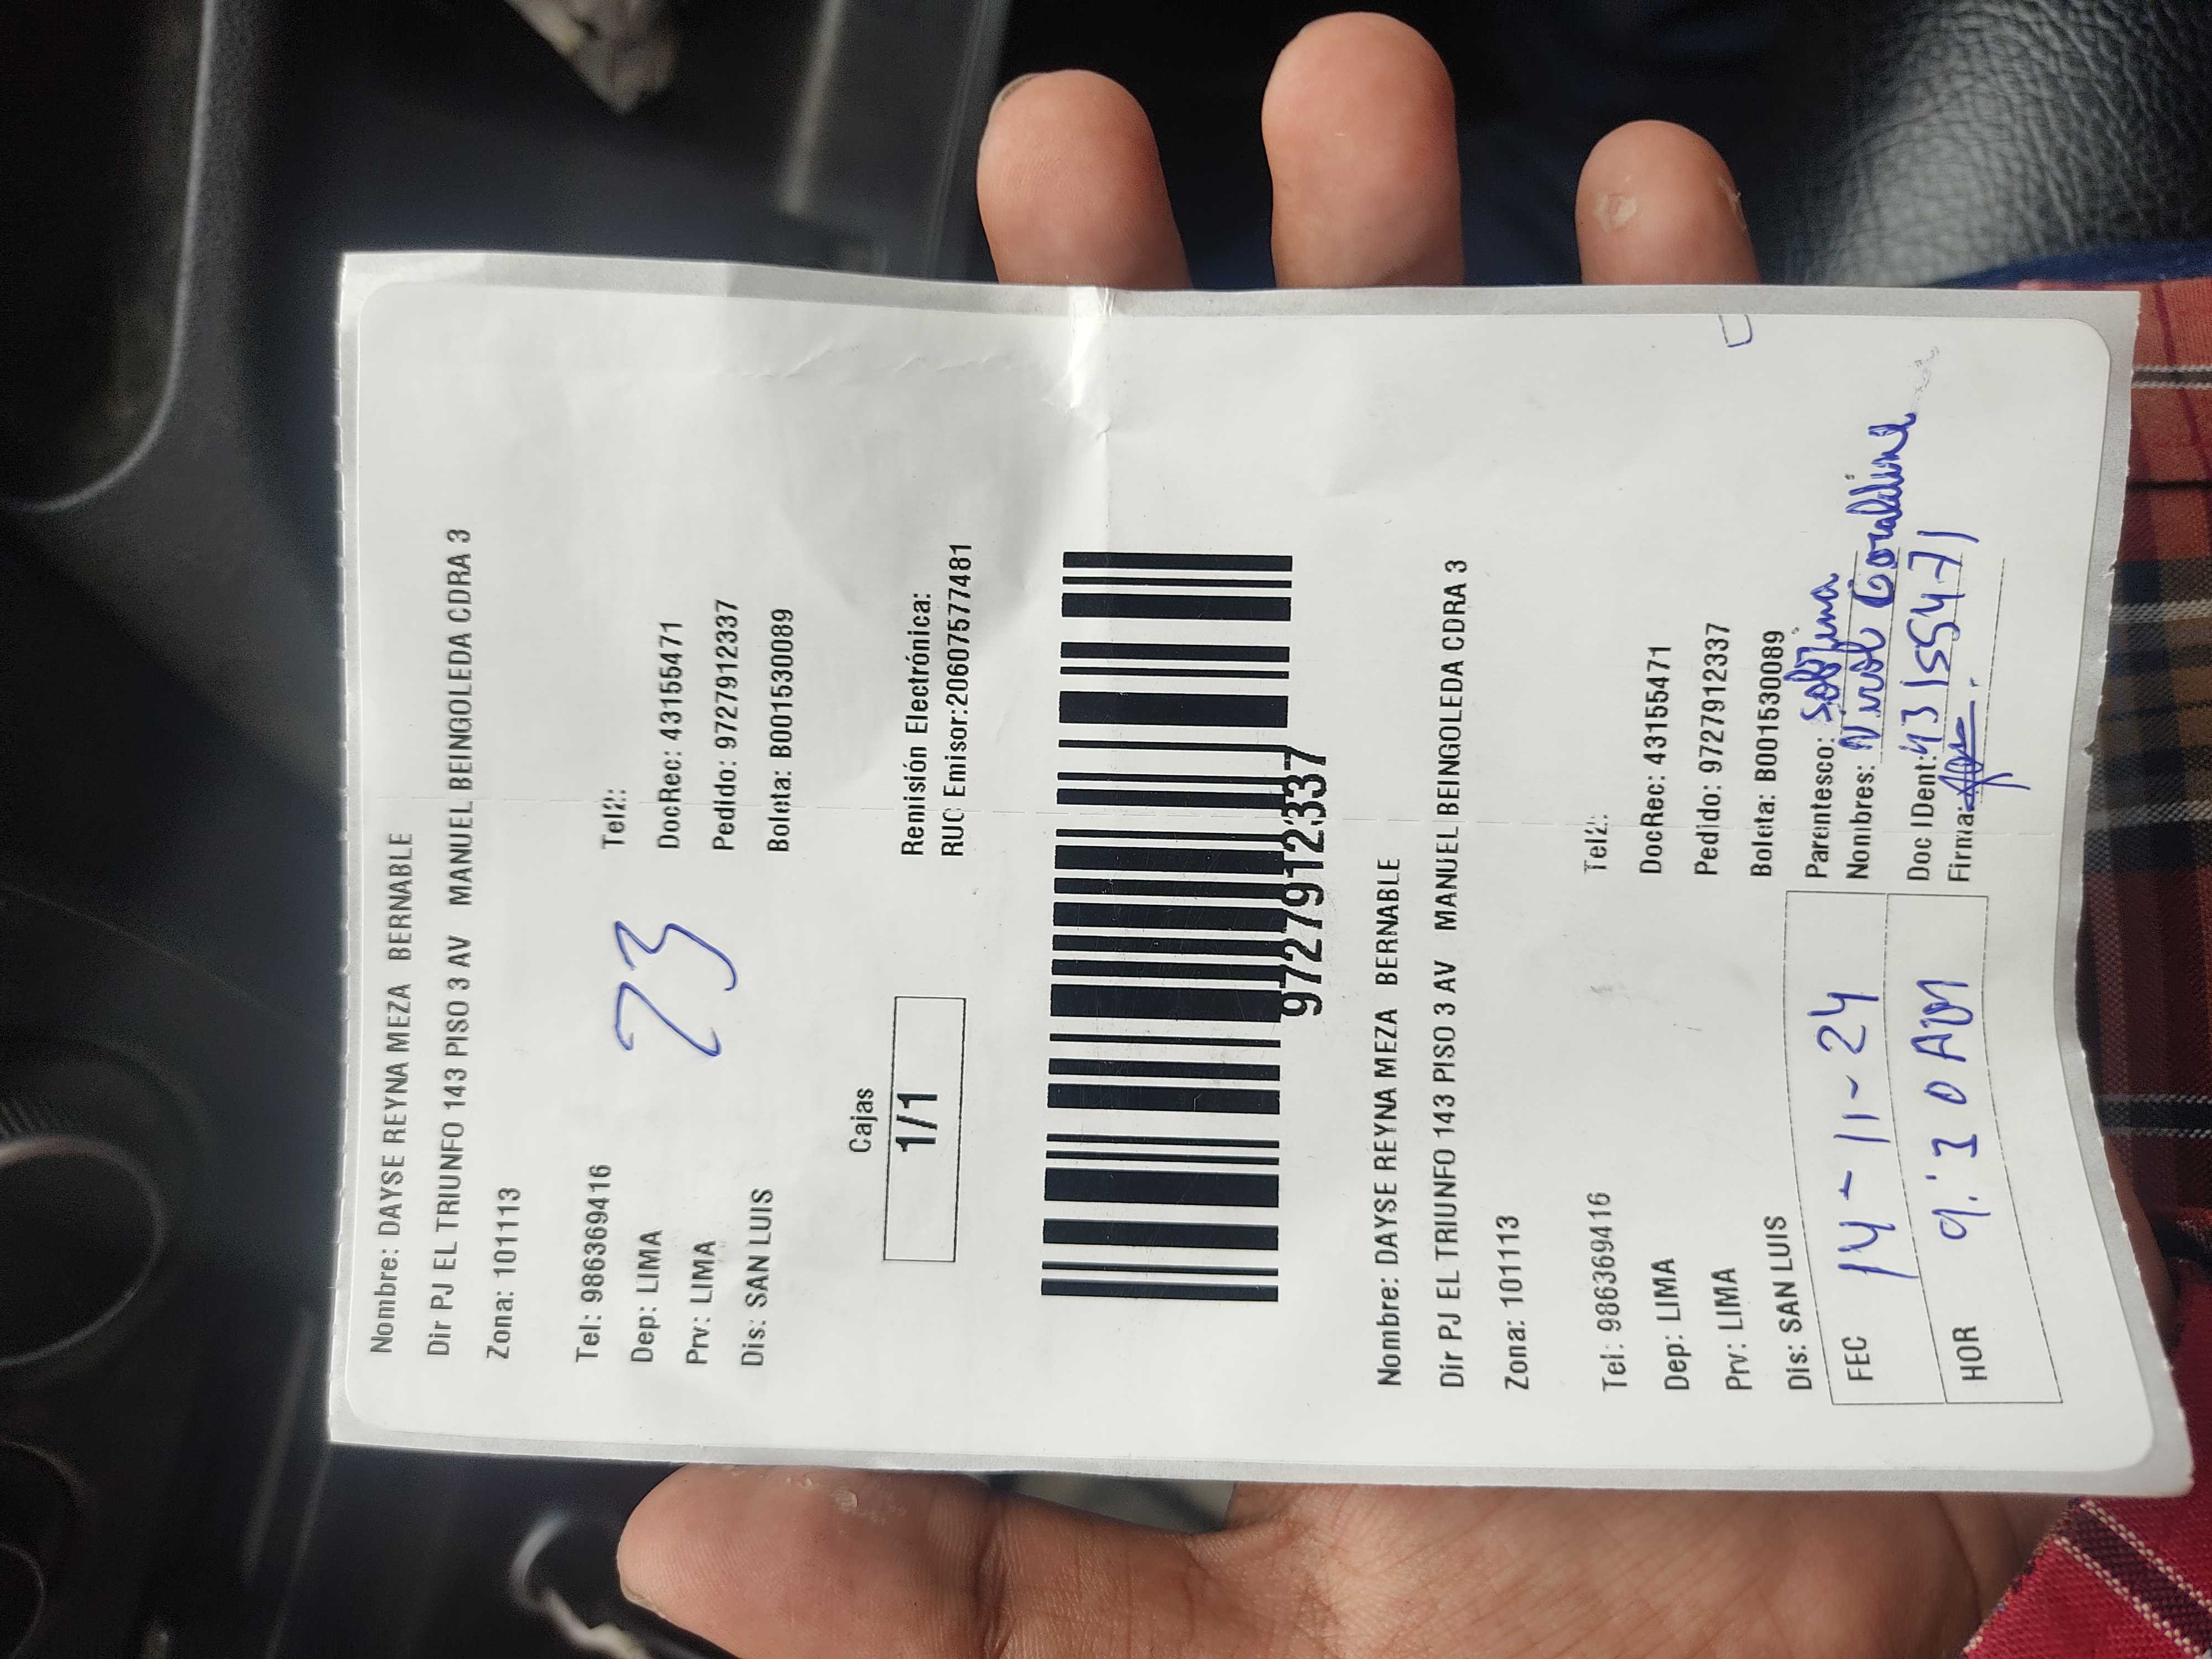 Nombre: DAYSE REYNA MEZA BERNABLE
Dir PJ EL TRIUNFO 143 PISO 3 AV MANUEL BEINGOLEDA CDRA 3
Zona: 101113
Tel: 986369416 Tel2:
Dep: LIMA DocRec: 43155471
Prv: LIMA Pedido: 972791 2337
Dis: SAN LUIS Boleta: B001530089
23
Cajas
1/1
Remisión Electrónica:
RUC Emisor:20607577481
9727912337
Nombre: DAYSE REYNA MEZA BERNABLE
Dir PJ EL TRIUNFO 143 PISO 3 AV MANUEL BEINGOLEDA CDRA 3
Zona: 101113
Tel: 986369416 Tel2:
Dep: LIMA DocRec: 43155471
Prv: LIMA Pedido: 9727912337
Dis: SAN LUIS Boleta: B001530089
FEC 14-11-24 Parentesco: sobrina
Nombres: Geraldine
HOR AM Doc IDent: 43155471
Firma: